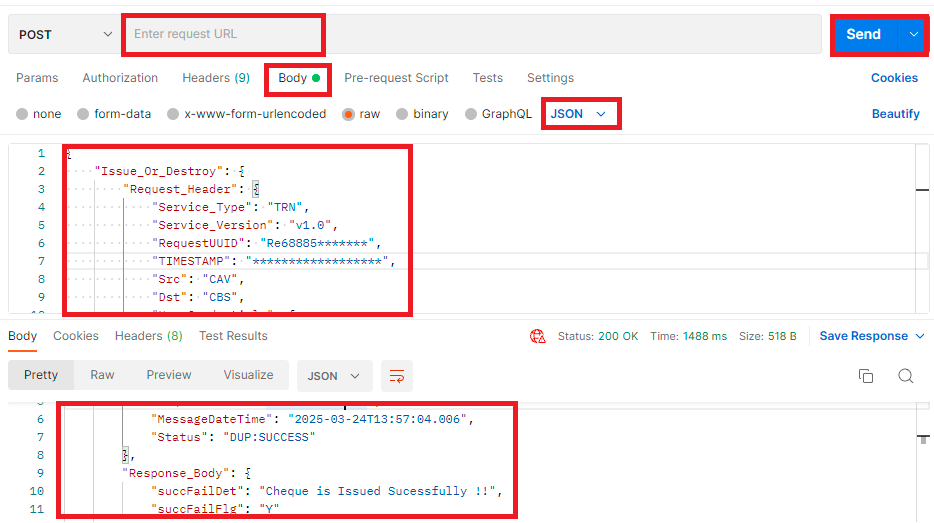 POST Enter request URL Send
Params Authorization Headers (9) Body Pre-request Script Tests Settings Cookies
none form-data x-www-form-urlencoded raw binary GraphQL JSON Beautify
1 {
2 "Issue_Or_Destroy": {
3 "Request_Header": {
4 "Service_Type": "TRN",
5 "Service_Version": "v1.0",
6 "RequestUUID": "Re68885*******",
7 "TIMESTAMP": "******************",
8 "Src": "CAV",
9 "Dst": "CBS",
Body Cookies Headers (8) Test Results Status: 200 OK Time: 1488 ms Size: 518 B Save Response
Pretty Raw Preview Visualize JSON
6 "MessageDateTime": "2025-03-24T13:57:04.006",
7 "Status": "DUP:SUCCESS"
8 },
9 "Response_Body": {
10 "succFailDet": "Cheque is Issued Sucessfully !!",
11 "succFailFlg": "Y"